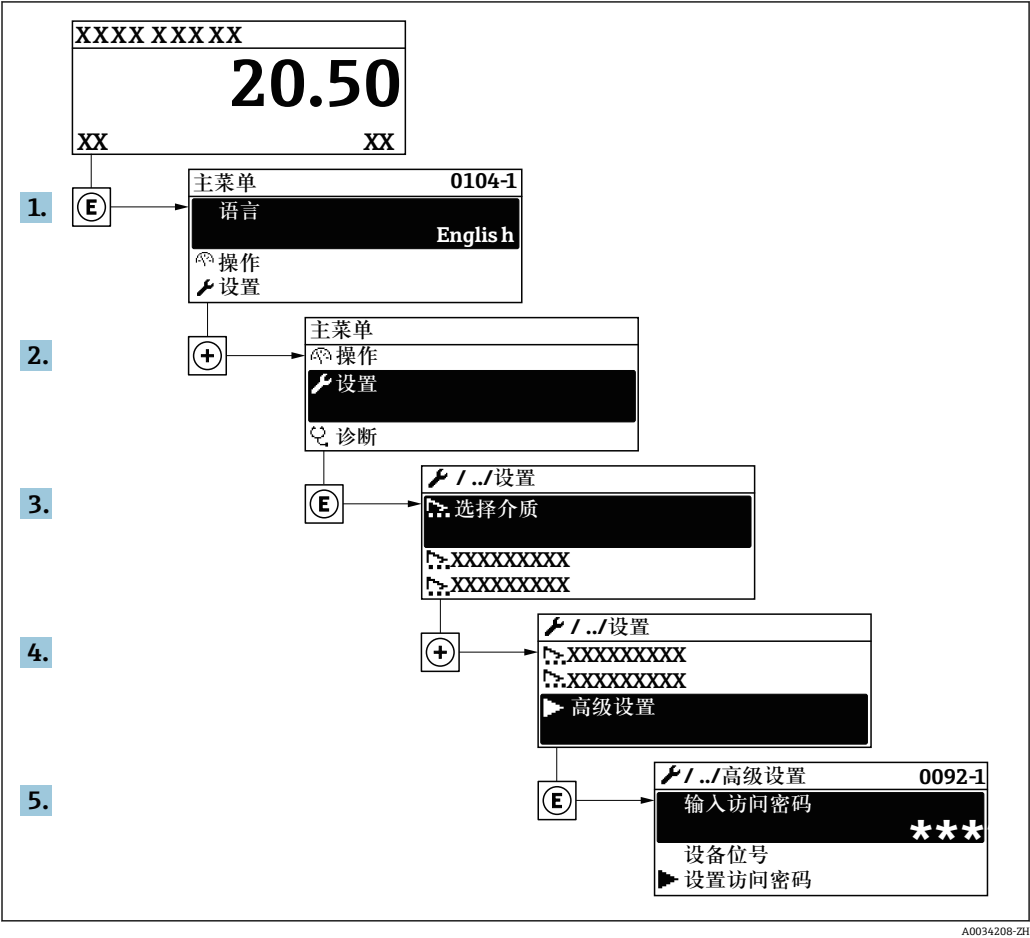 XXXX XXXXX
20.50
XX XX
主菜单 0104-1
1. E 语言
English
操作
设置
主菜单
2. + 操作
设置
诊断
/ ../设置
3. E 选择介质
XXXXXXXXX
XXXXXXXXX
/ ../设置
4. + XXXXXXXXX
XXXXXXXXX
高级设置
/ ../高级设置 0092-1
5. E 输入访问密码
***
设备位号
设置访问密码
A0034208-ZH